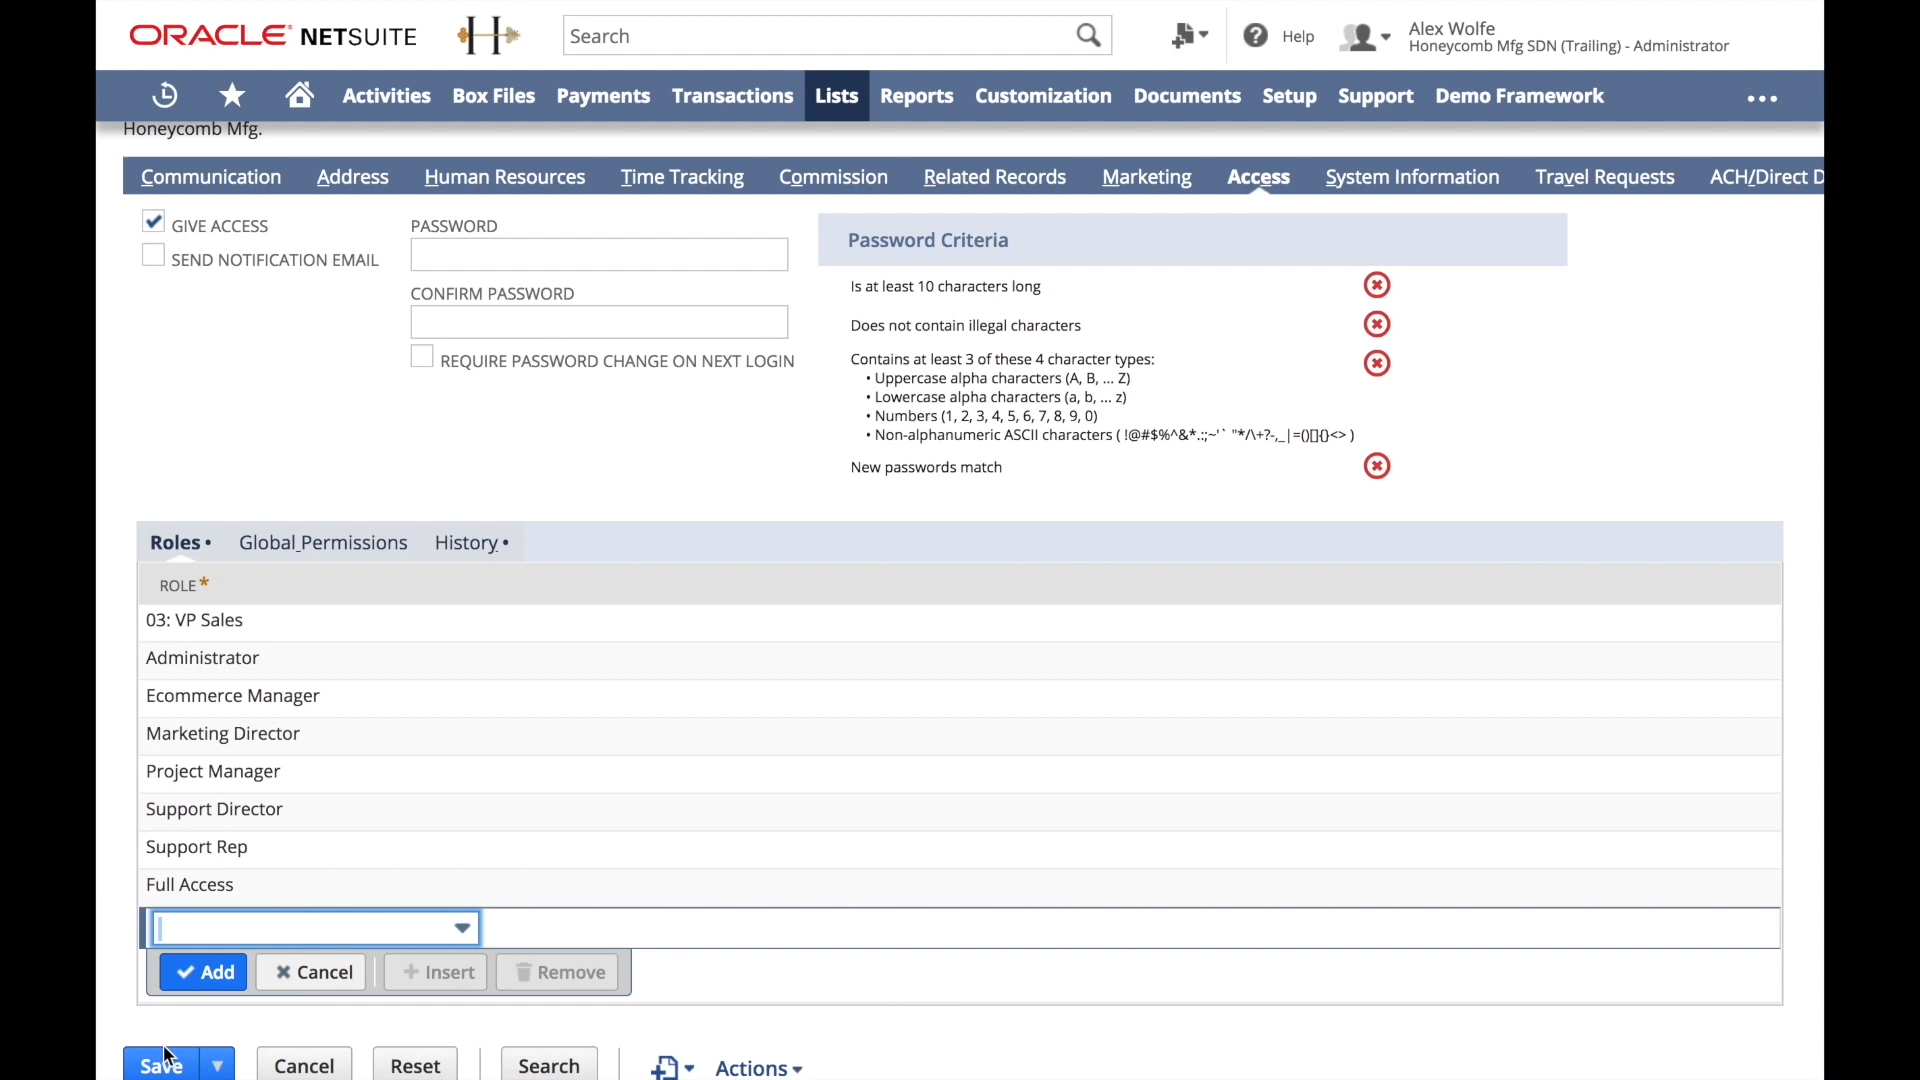 ORACLE NETSUITE
H
Search
Help
Alex Wolfe
Honeycomb Mfg SDN (Trailing) - Administrator
Activities Box Files Payments Transactions Lists Reports Customization Documents Setup Support Demo Framework
Honeycomb Mfg.
Communication Address Human Resources Time Tracking Commission Related Records Marketing Access System Information Travel Requests ACH/Direct D
GIVE ACCESS
SEND NOTIFICATION EMAIL
PASSWORD
CONFIRM PASSWORD
REQUIRE PASSWORD CHANGE ON NEXT LOGIN
Password Criteria
Is at least 10 characters long
Does not contain illegal characters
Contains at least 3 of these 4 character types:
• Uppercase alpha characters (A, B, ... Z)
• Lowercase alpha characters (a, b, ... z)
• Numbers (1, 2, 3, 4, 5, 6, 7, 8, 9, 0)
• Non-alphanumeric ASCII characters ( !@#$%^&*.:;~'` "*/\+?-,_|=()[]{}<> )
New passwords match
Roles • Global Permissions History •
ROLE *
03: VP Sales
Administrator
Ecommerce Manager
Marketing Director
Project Manager
Support Director
Support Rep
Full Access
Add Cancel Insert Remove
Save Cancel Reset Search Actions